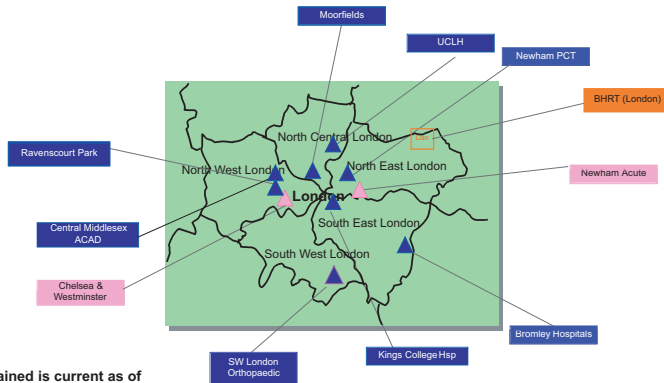 Moorfields
UCLH
Newham PCT
BHRT (London)
North Central London
Ravenscourt Park
North West London
North East London
Newham Acute
London
South East London
Central Middlesex
ACAD
South West London
Chelsea &
Westminster
Bromley Hospitals
SW London
Orthopaedic
Kings College Hsp
ained is current as of